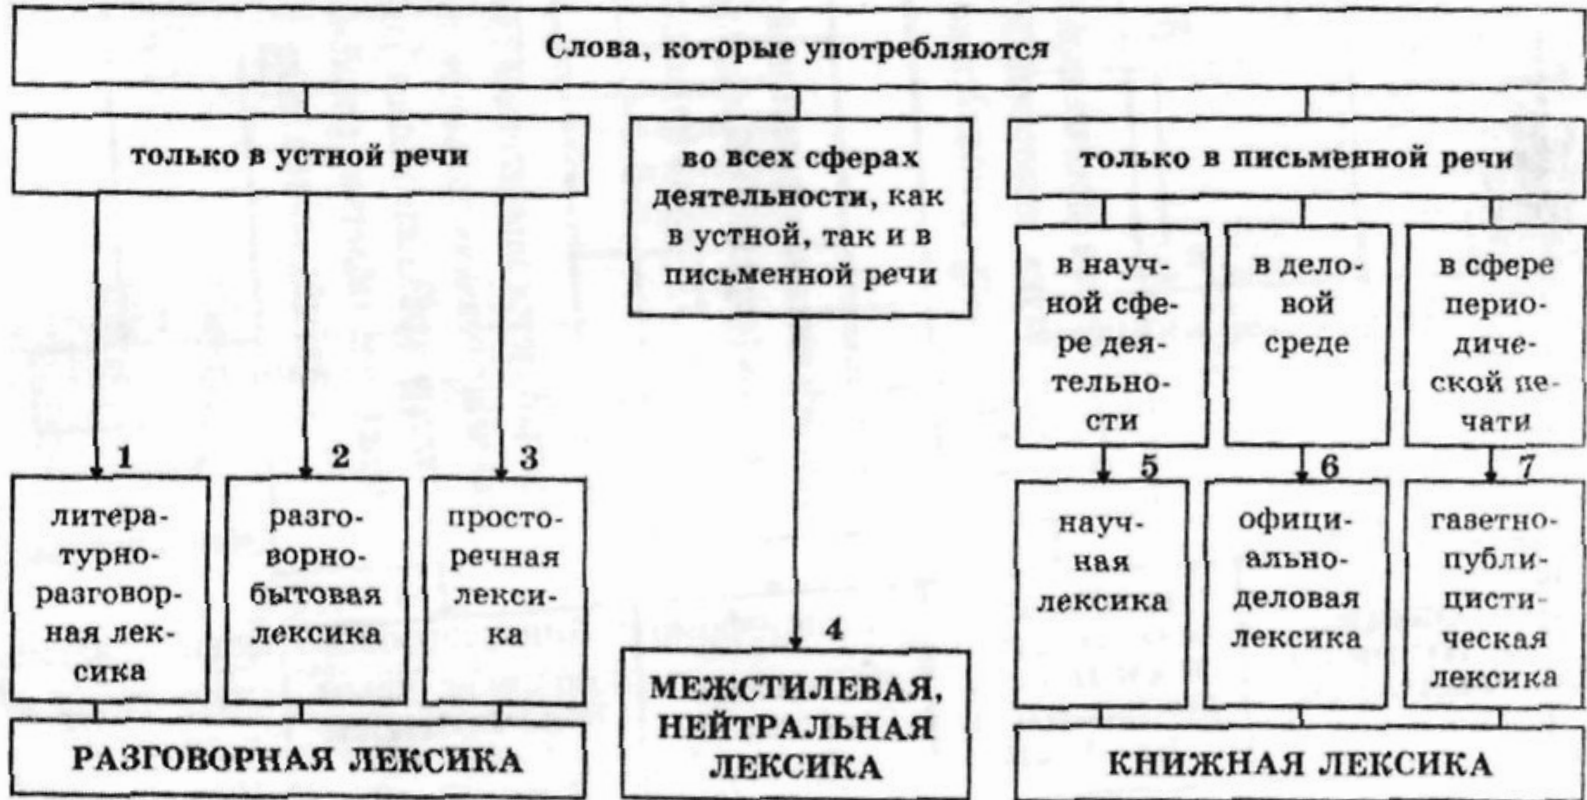 Слова, которые употребляются
только в устной речи
во всех сферах
деятельности, как
в устной, так и в
письменной речи
только в письменной речи
в науч-
ной сфе-
ре дея-
тельно-
сти
в дело-
вой
среде
в сфере
перио-
диче-
ской пе-
чати
1
литера-
турно-
разговор-
ная лек-
сика
2
разго-
ворно-
бытовая
лексика
3
просто-
речная
лекси-
ка
РАЗГОВОРНАЯ ЛЕКСИКА
4
МЕЖСТИЛЕВАЯ,
НЕЙТРАЛЬНАЯ
ЛЕКСИКА
5
науч-
ная
лексика
6
офици-
ально-
деловая
лексика
7
газетно-
публи-
цисти-
ческая
лексика
КНИЖНАЯ ЛЕКСИКА